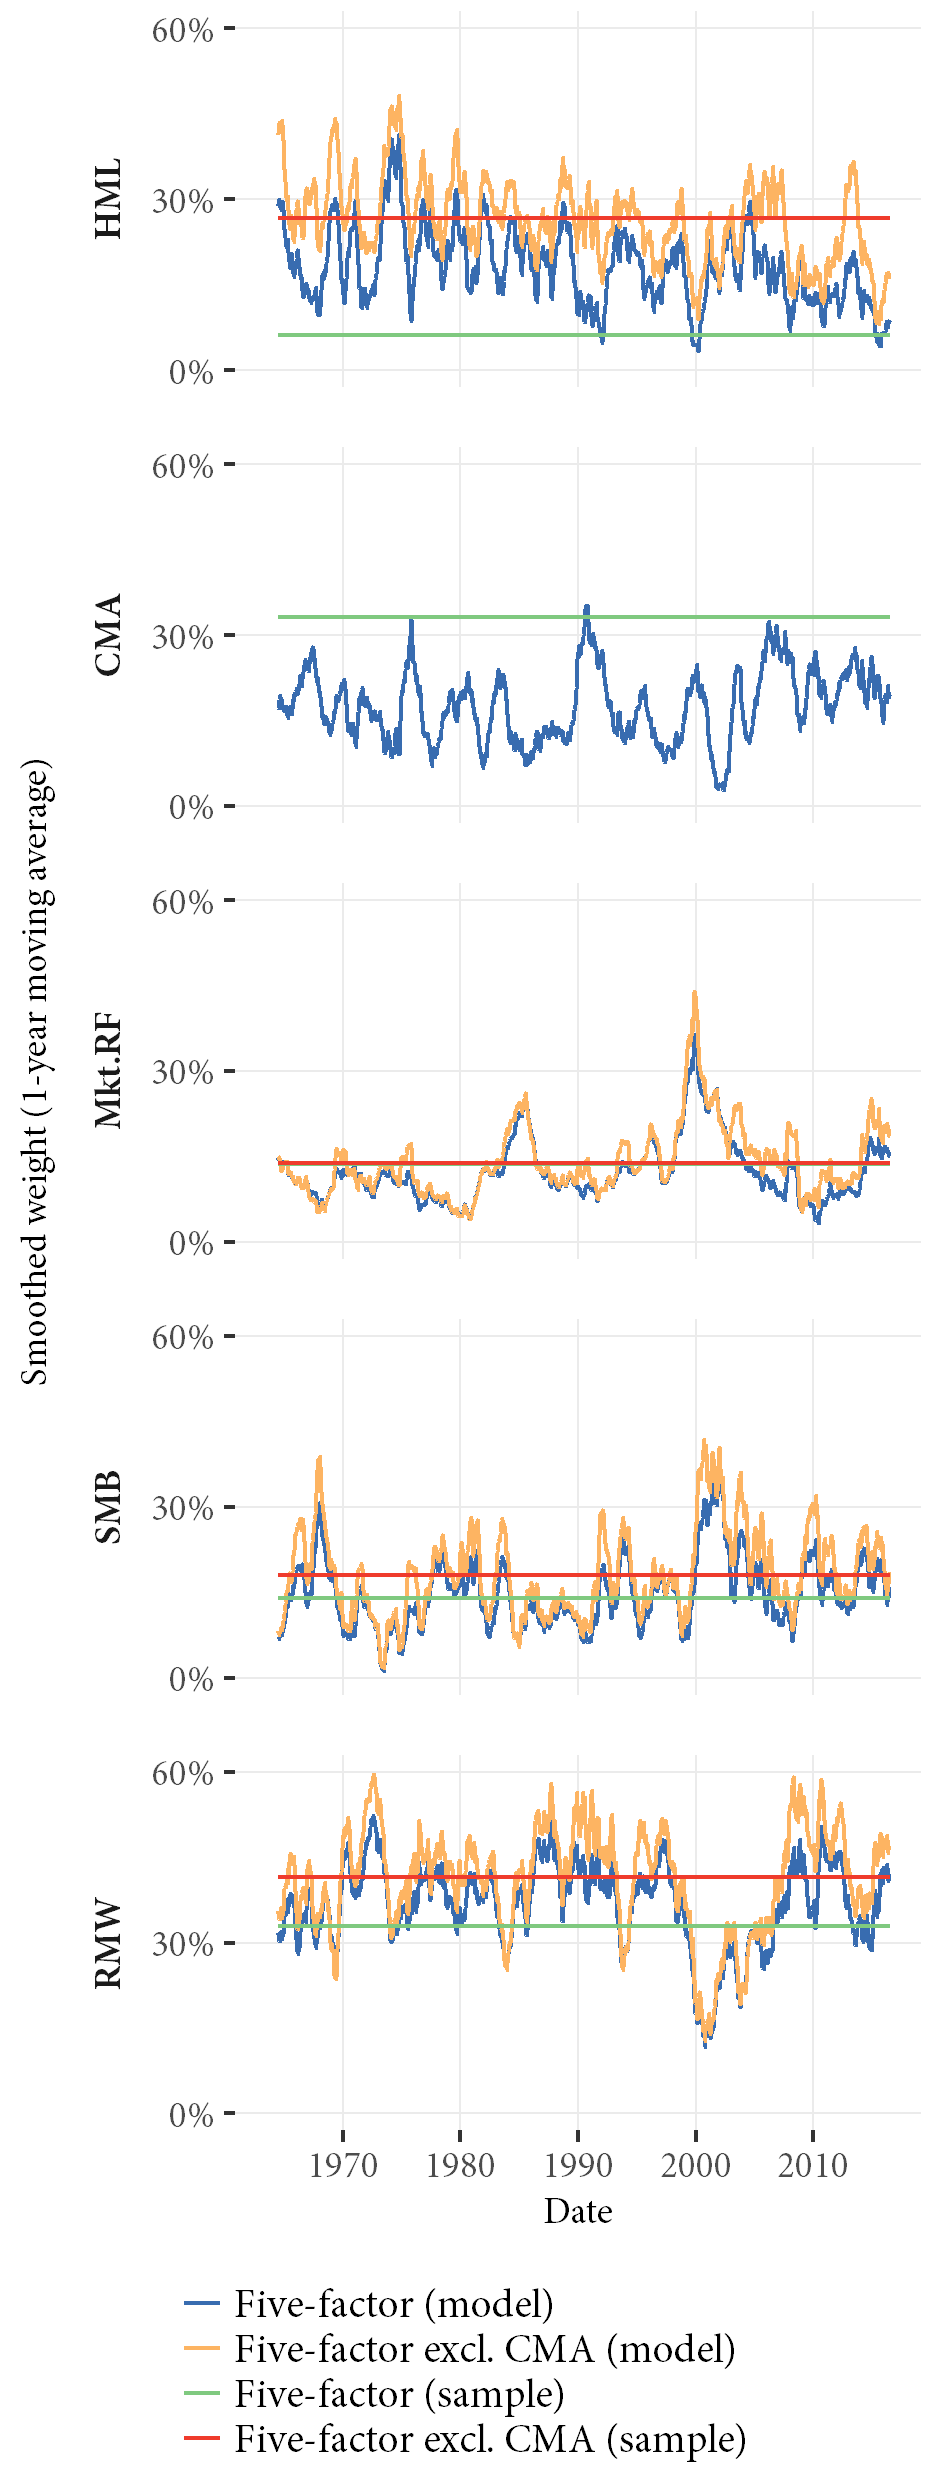 Smoothed weight (1-year moving average)
HML
60%
30%
0%
CMA
60%
30%
0%
Mkt.RF
60%
30%
0%
SMB
60%
30%
0%
RMW
60%
30%
0%
1970 1980 1990 2000 2010
Date
Five-factor (model)
Five-factor excl. CMA (model)
Five-factor (sample)
Five-factor excl. CMA (sample)